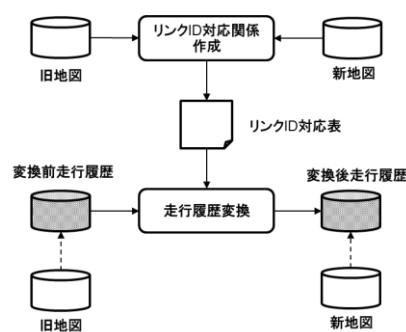 リンクID対応関係
作成
旧地図
新地図
リンクID対応表
変換前走行履歴
変換後走行履歴
走行履歴変換
旧地図
新地図